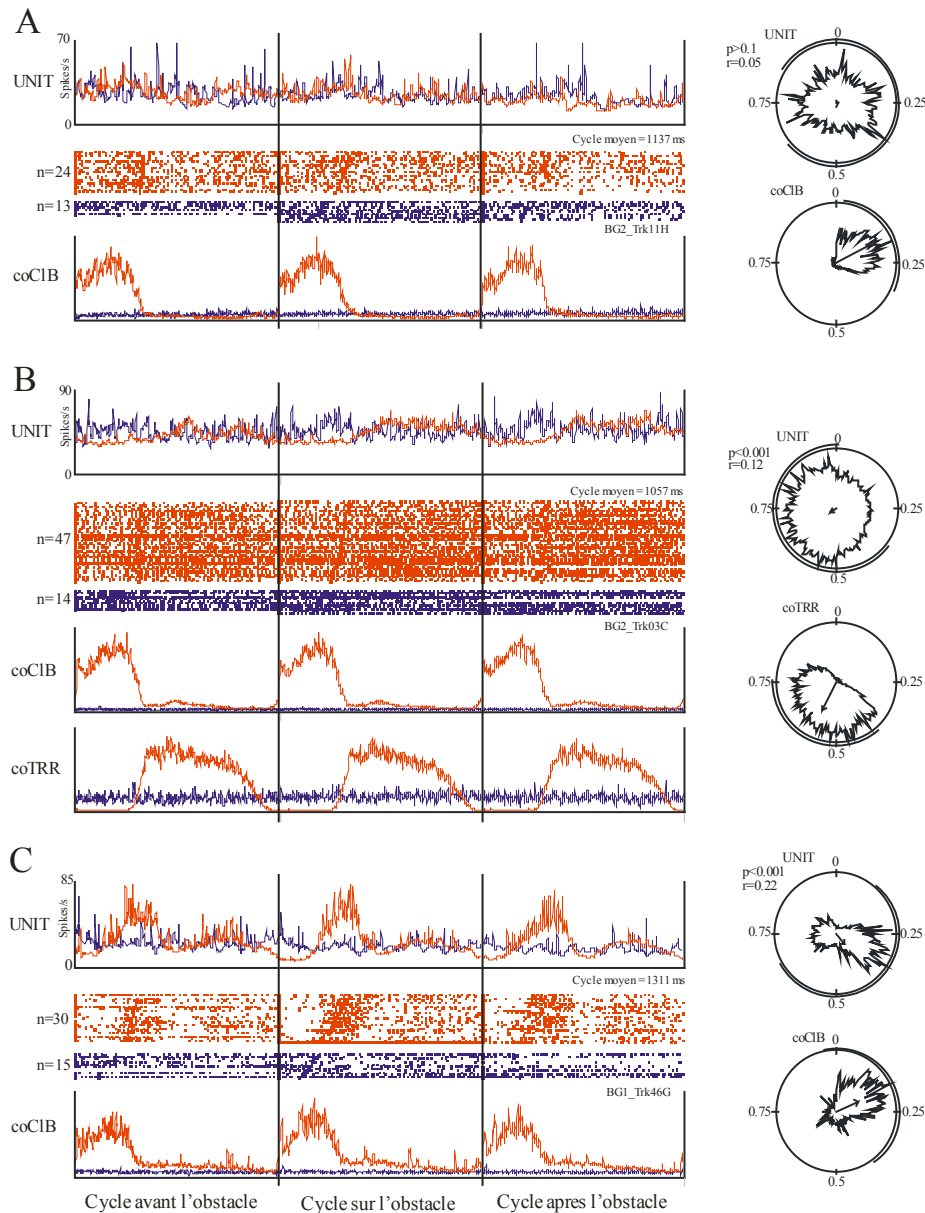 A
70
UNIT
Spikes/s
0
Cycle moyen = 1137 ms
n=24
n=13
BG2_Trk11H
coClB
UNIT
p>0.1
r=0.05
0
0.75
0.25
0.5
coClB
0
0.75
0.25
0.5
B
90
UNIT
Spikes/s
0
Cycle moyen = 1057 ms
n=47
n=14
BG2_Trk03C
coClB
coTRR
UNIT
p<0.001
r=0.12
0
0.75
0.25
0.5
coTRR
0
0.75
0.25
0.5
C
85
UNIT
Spikes/s
0
Cycle moyen = 1311 ms
n=30
n=15
BG1_Trk46G
coClB
UNIT
p<0.001
r=0.22
0
0.75
0.25
0.5
coClB
0
0.75
0.25
0.5
Cycle avant l'obstacle
Cycle sur l'obstacle
Cycle apres l'obstacle